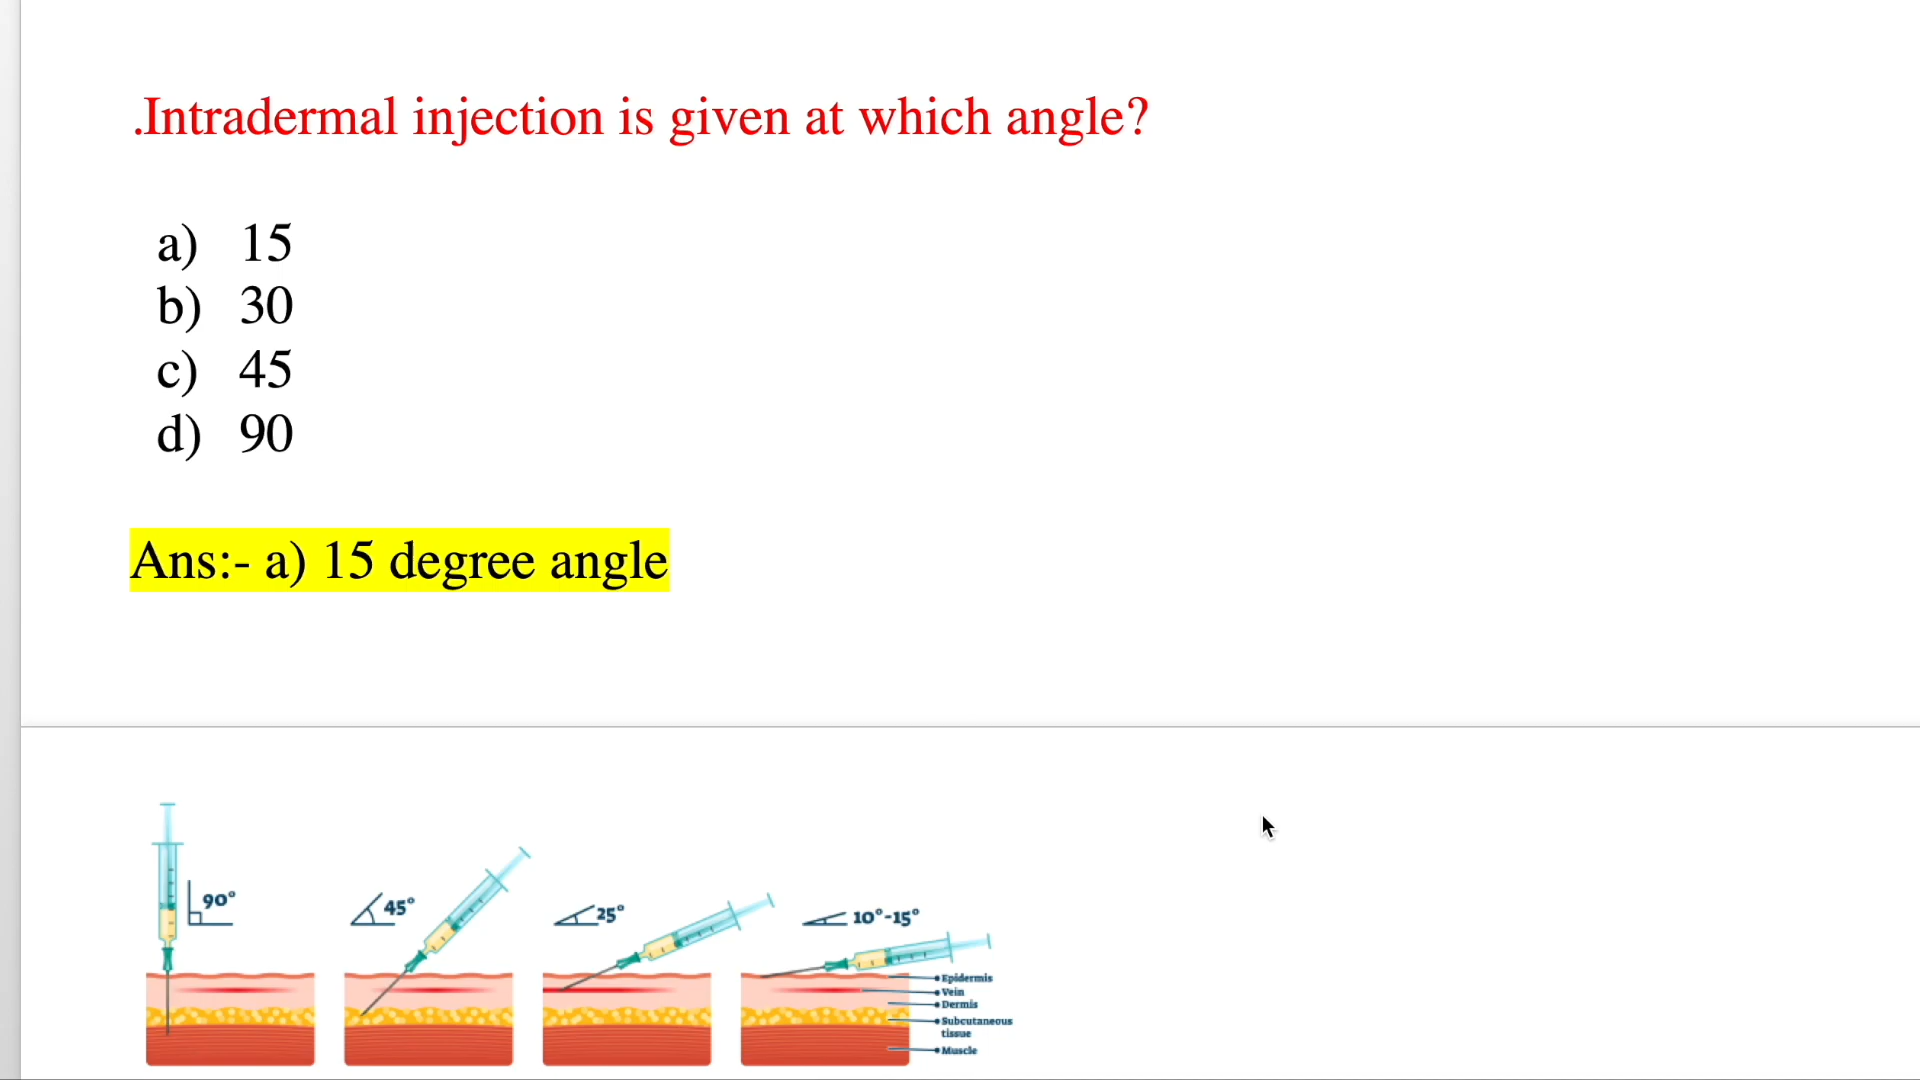 .Intradermal injection is given at which angle?
a) 15
b) 30
c) 45
d) 90
Ans:- a) 15 degree angle
90°
45°
25°
10°-15°
Epidermis
Vein
Dermis
Subcutaneous
tissue
Muscle